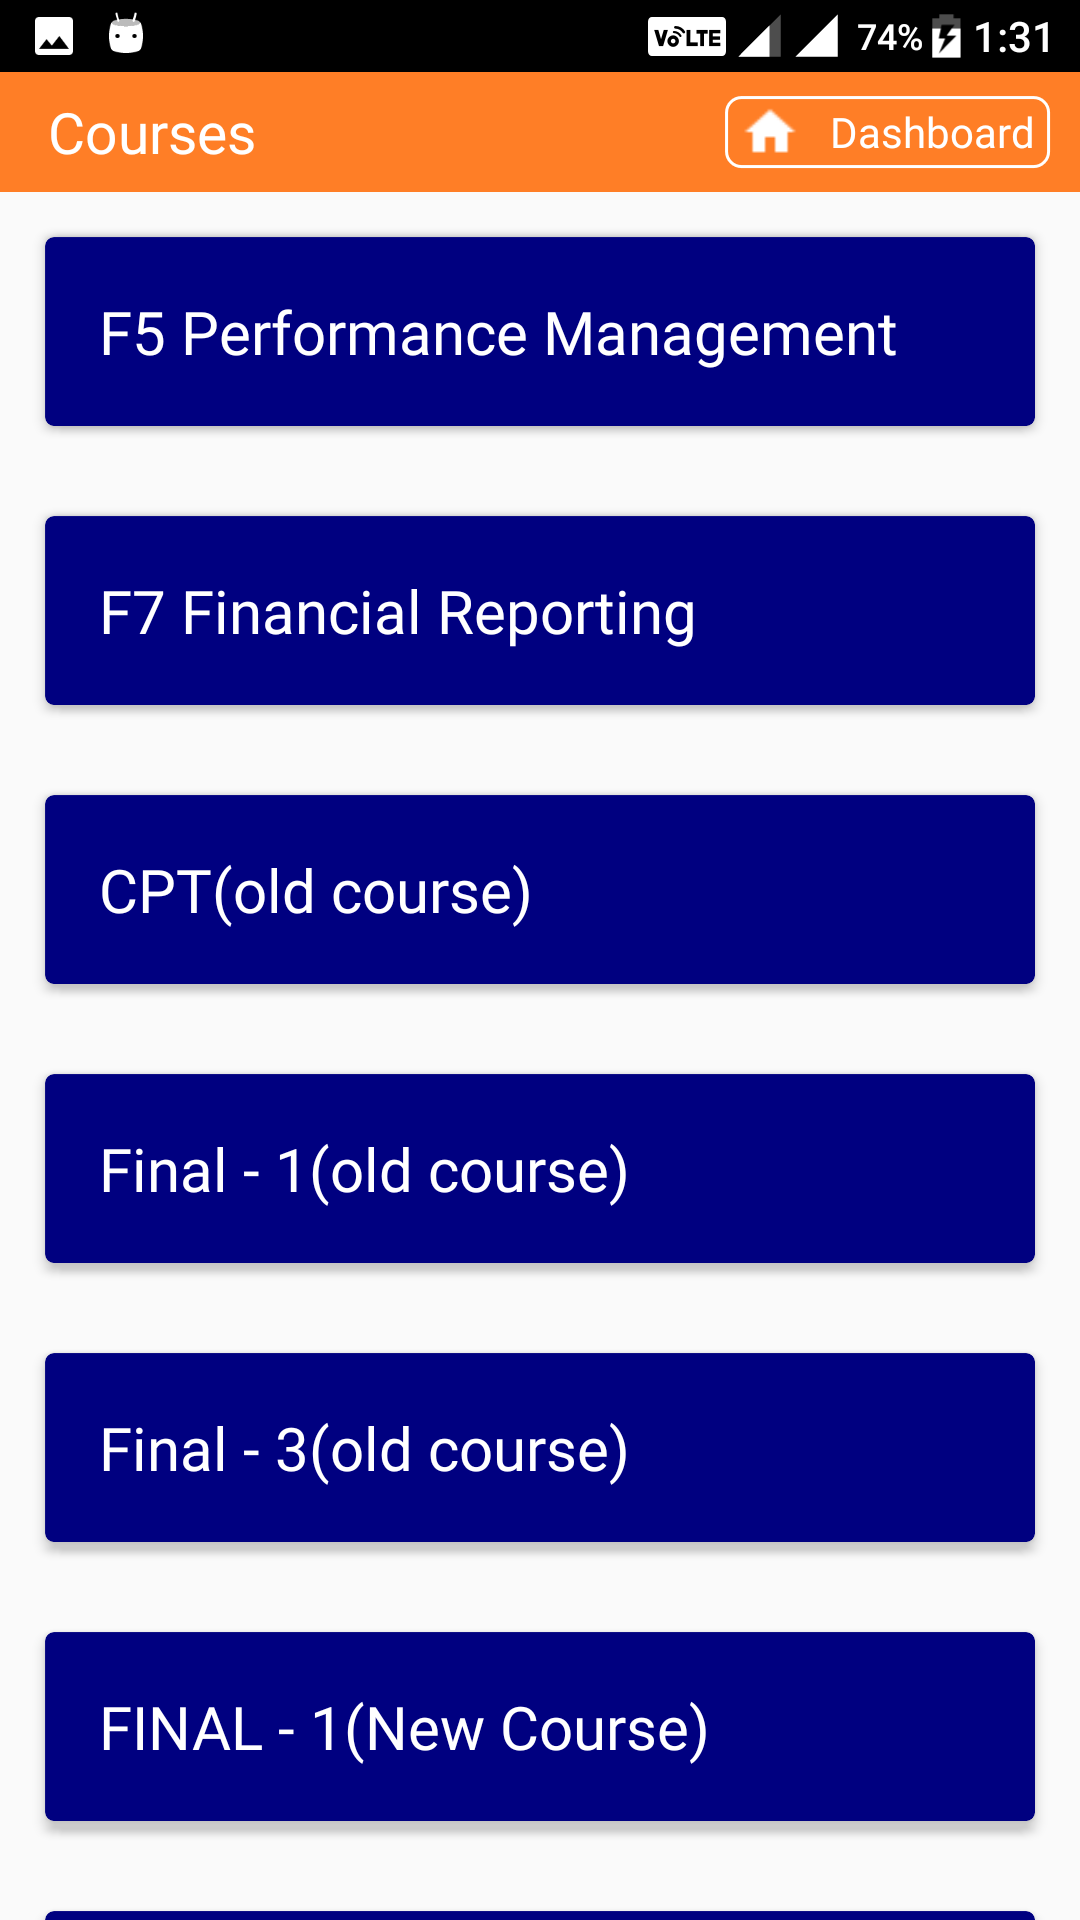 VoLTE 74% 1:31
Courses Dashboard
F5 Performance Management
F7 Financial Reporting
CPT(old course)
Final - 1(old course)
Final - 3(old course)
FINAL - 1(New Course)